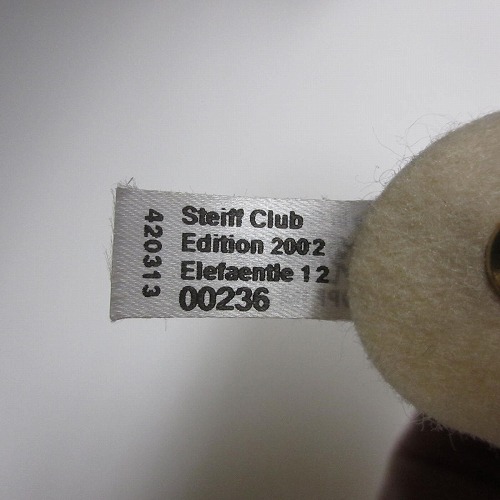 420313
Steiff Club
Edition 2002
Elefaentle 12
00236